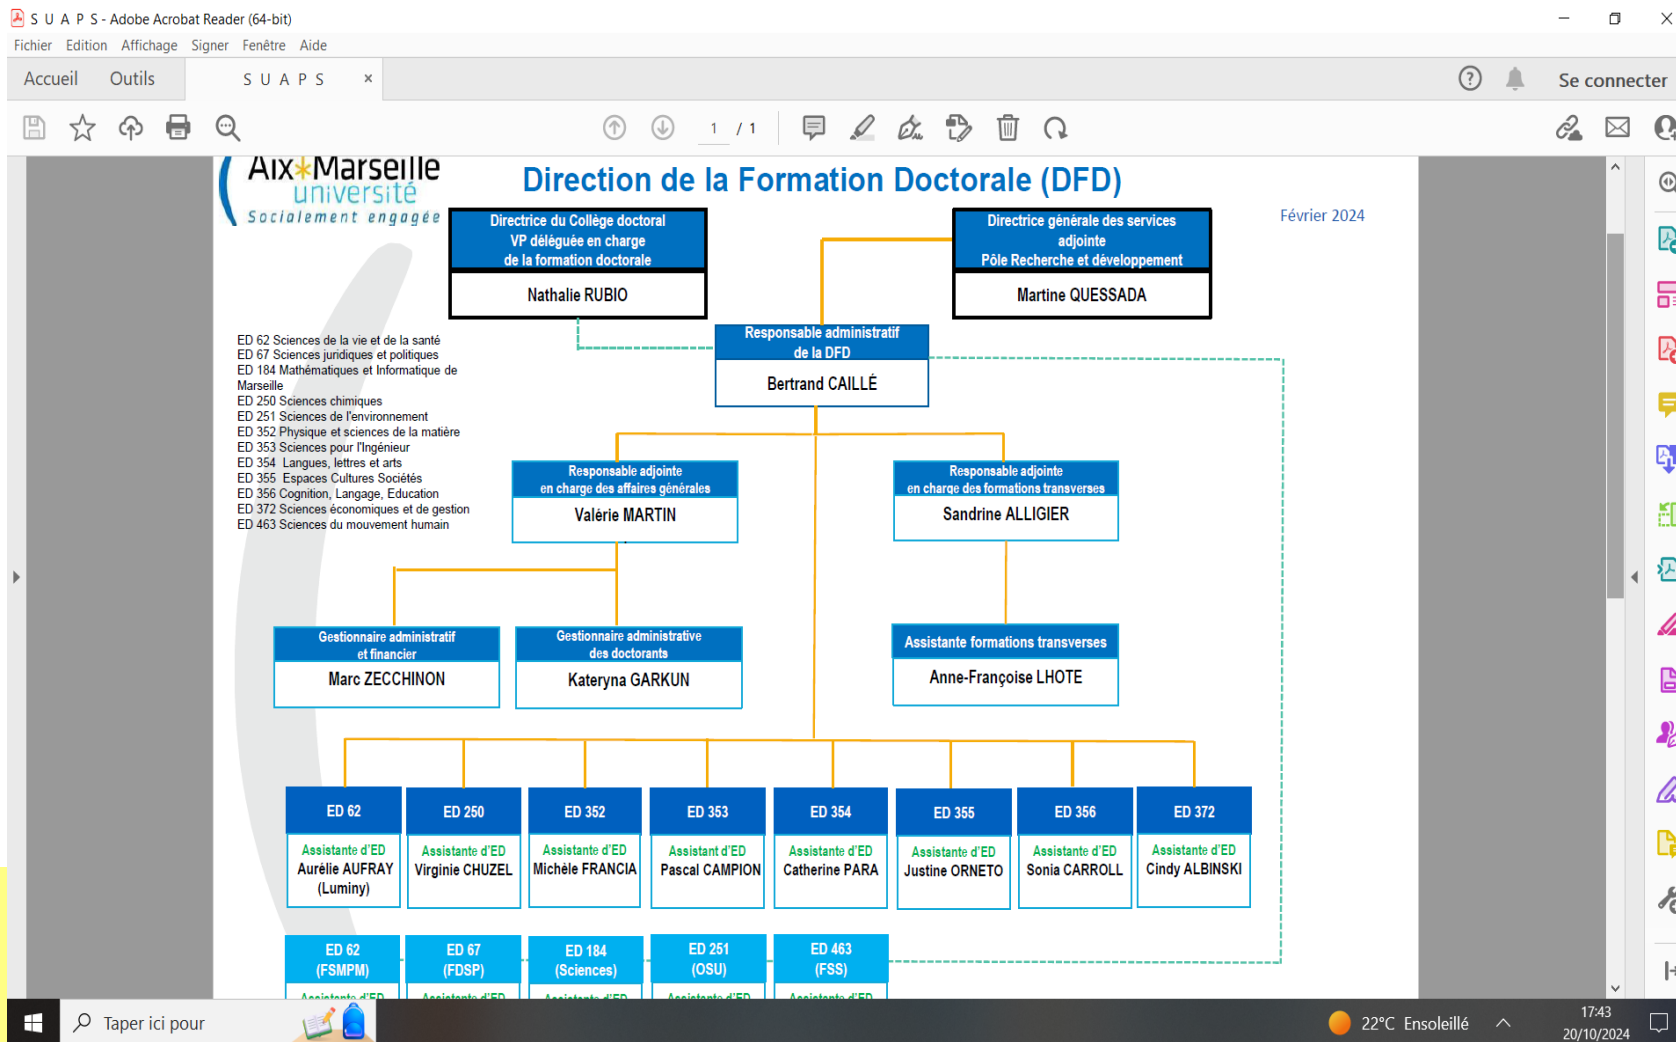 S U A P S - Adobe Acrobat Reader (64-bit)
Fichier Edition Affichage Signer Fenêtre Aide
Accueil Outils S U A P S × ? Se connecter
1 / 1
Aix*Marseille
université
Socialement engagée
Direction de la Formation Doctorale (DFD)
Février 2024
Directrice du Collège doctoral
VP déléguée en charge
de la formation doctorale
Nathalie RUBIO
Directrice générale des services
adjointe
Pôle Recherche et développement
Martine QUESSADA
Responsable administratif
de la DFD
Bertrand CAILLÉ
ED 62 Sciences de la vie et de la santé
ED 67 Sciences juridiques et politiques
ED 184 Mathématiques et Informatique de
Marseille
ED 250 Sciences chimiques
ED 251 Sciences de l'environnement
ED 352 Physique et sciences de la matière
ED 353 Sciences pour l'Ingénieur
ED 354 Langues, lettres et arts
ED 355 Espaces Cultures Sociétés
ED 356 Cognition, Langage, Education
ED 372 Sciences économiques et de gestion
ED 463 Sciences du mouvement humain
Responsable adjointe
en charge des affaires générales
Valérie MARTIN
Responsable adjointe
en charge des formations transverses
Sandrine ALLIGIER
Gestionnaire administratif
et financier
Marc ZECCHINON
Gestionnaire administrative
des doctorants
Kateryna GARKUN
Assistante formations transverses
Anne-Françoise LHOTE
ED 62
Assistante d'ED
Aurélie AUFRAY
(Luminy)
ED 250
Assistante d'ED
Virginie CHUZEL
ED 352
Assistante d'ED
Michèle FRANCIA
ED 353
Assistant d'ED
Pascal CAMPION
ED 354
Assistante d'ED
Catherine PARA
ED 355
Assistante d'ED
Justine ORNETO
ED 356
Assistante d'ED
Sonia CARROLL
ED 372
Assistante d'ED
Cindy ALBINSKI
ED 62
(FSMPM)
Assistante d'ED
ED 67
(FDSP)
Assistante d'ED
ED 184
(Sciences)
Assistante d'ED
ED 251
(OSU)
Assistante d'ED
ED 463
(FSS)
Assistante d'ED
Taper ici pour
22°C Ensoleillé
17:43
20/10/2024